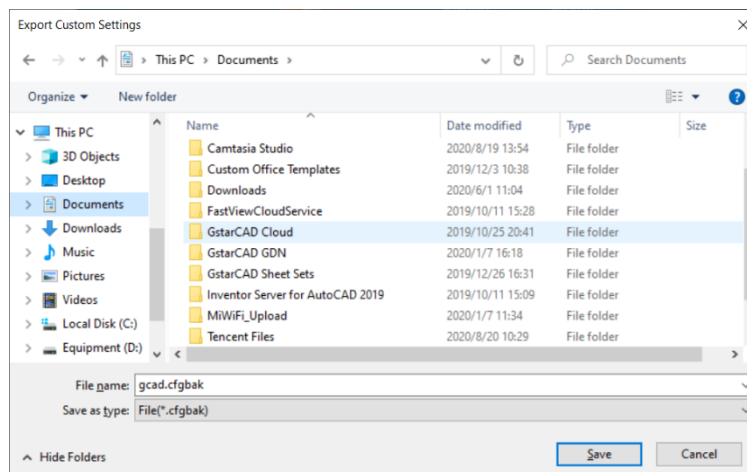 Export Custom Settings
This PC > Documents >
Search Documents
Organize New folder
Name Date modified Type Size
This PC
3D Objects
Desktop
Documents
Downloads
Music
Pictures
Videos
Local Disk (C:)
Equipment (D:)
Camtasia Studio 2020/8/19 13:54 File folder
Custom Office Templates 2019/12/3 10:38 File folder
Downloads 2020/6/1 11:04 File folder
FastViewCloudService 2019/10/11 15:28 File folder
GstarCAD Cloud 2019/10/25 20:41 File folder
GstarCAD GDN 2020/1/7 16:18 File folder
GstarCAD Sheet Sets 2019/12/26 16:31 File folder
Inventor Server for AutoCAD 2019 2019/10/11 15:09 File folder
MiWiFi_Upload 2020/1/7 11:34 File folder
Tencent Files 2020/8/20 10:29 File folder
File name: gcad.cfgbak
Save as type: File(*.cfgbak)
Hide Folders
Save Cancel